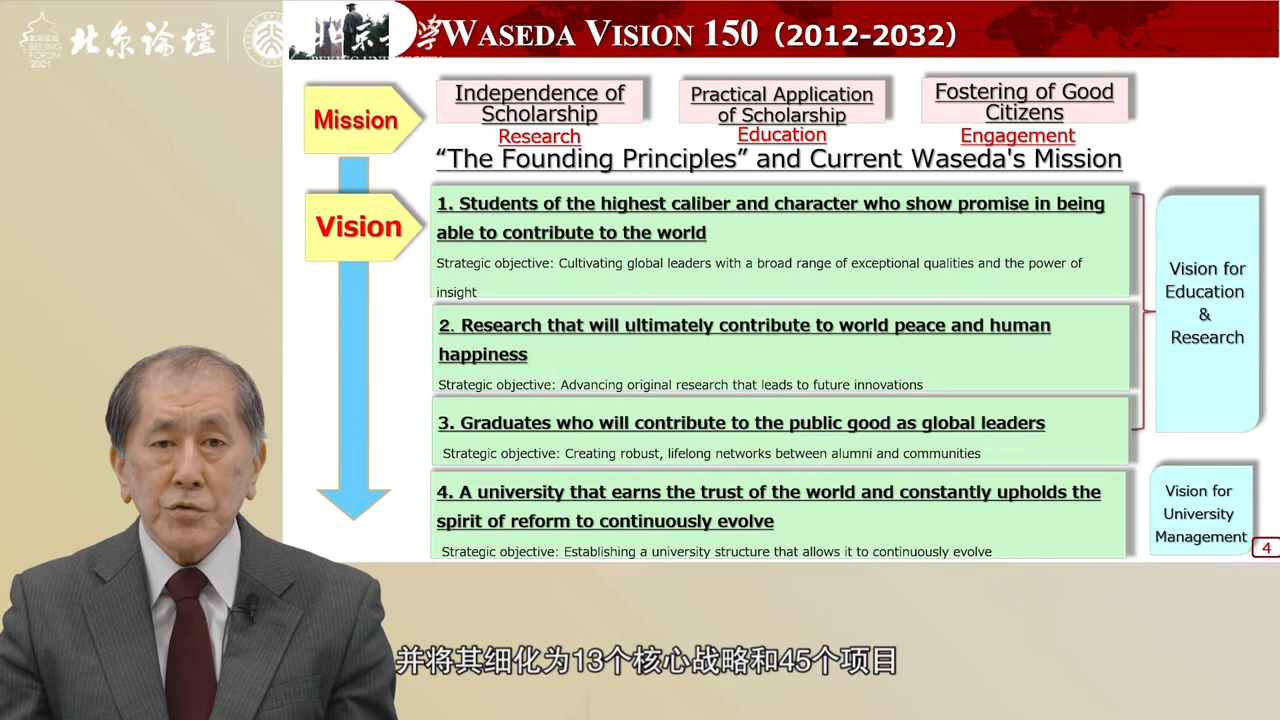 北京论坛
BEIJING
FORUM
2021
WASEDA VISION 150（2012-2032）
Mission
Independence of
Scholarship
Research
Practical Application
of Scholarship
Education
Fostering of Good
Citizens
Engagement
“The Founding Principles” and Current Waseda's Mission
Vision
1. Students of the highest caliber and character who show promise in being
able to contribute to the world
Strategic objective: Cultivating global leaders with a broad range of exceptional qualities and the power of
insight
2. Research that will ultimately contribute to world peace and human
happiness
Strategic objective: Advancing original research that leads to future innovations
3. Graduates who will contribute to the public good as global leaders
Strategic objective: Creating robust, lifelong networks between alumni and communities
4. A university that earns the trust of the world and constantly upholds the
spirit of reform to continuously evolve
Strategic objective: Establishing a university structure that allows it to continuously evolve
Vision for
Education
&
Research
Vision for
University
Management
4
并将其细化为13个核心战略和45个项目